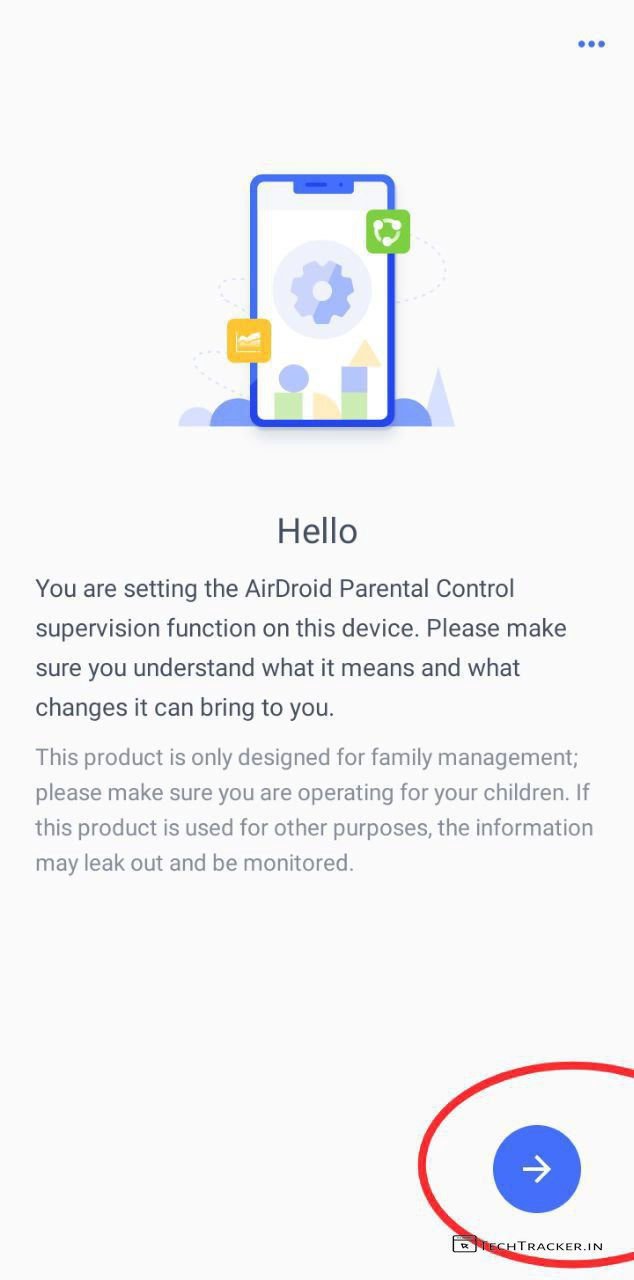 Hello
You are setting the AirDroid Parental Control
supervision function on this device. Please make
sure you understand what it means and what
changes it can bring to you.
This product is only designed for family management;
please make sure you are operating for your children. If
this product is used for other purposes, the information
may leak out and be monitored.
TECHTRACKER.IN